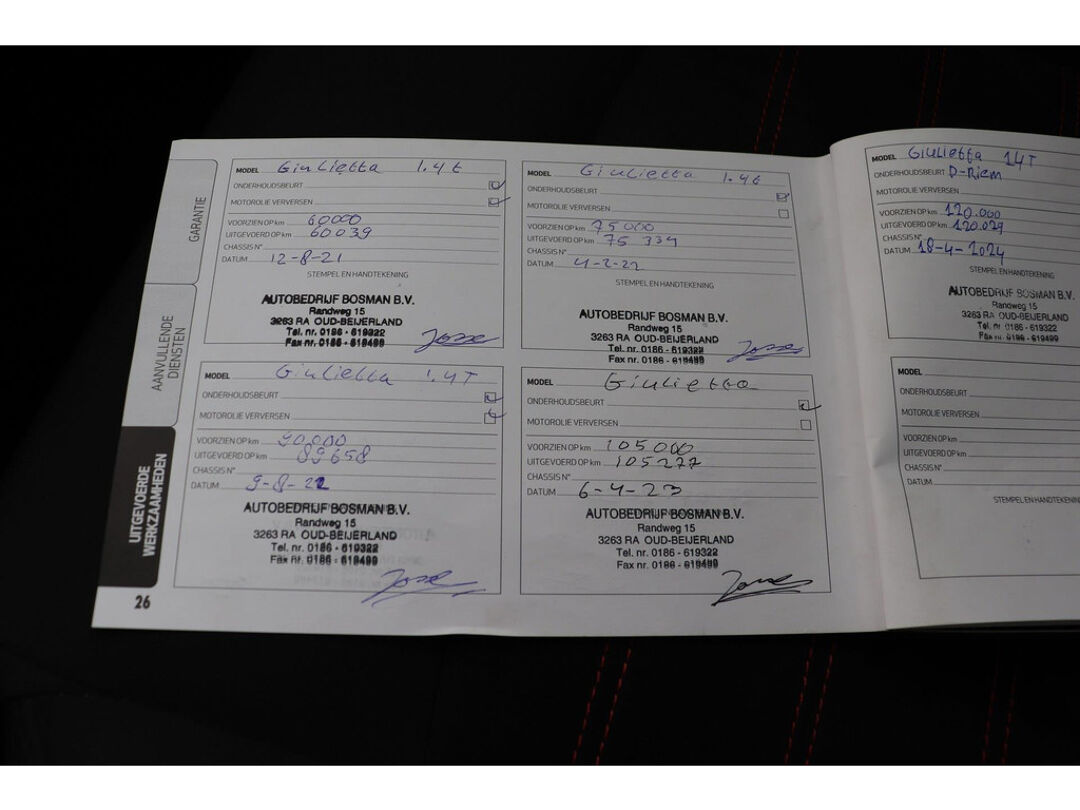 GARANTIE
AANVULLENDE
DIENSTEN
UITGEVOERDE
WERKZAAMHEDEN
26
MODEL Giulietta 1.4t
ONDERHOUDSBEURT
MOTOROLIE VERVERSEN
VOORZIEN OP km 60000
UITGEVOERD OP km 60039
CHASSIS N°
DATUM 12-8-21
STEMPEL EN HANDTEKENING
AUTOBEDRIJF BOSMAN B.V.
Randweg 15
3263 RA OUD-BEIJERLAND
Tel. nr. 0186 - 619322
Fax nr. 0186 - 619499
MODEL Giulietta 1.4t
ONDERHOUDSBEURT
MOTOROLIE VERVERSEN
VOORZIEN OP km 75000
UITGEVOERD OP km 75334
CHASSIS N°
DATUM 4-2-22
STEMPEL EN HANDTEKENING
AUTOBEDRIJF BOSMAN B.V.
Randweg 15
3263 RA OUD-BEIJERLAND
Tel. nr. 0186 - 619322
Fax nr. 0186 - 619499
MODEL Giulietta 1.4T
ONDERHOUDSBEURT
MOTOROLIE VERVERSEN
VOORZIEN OP km 90.000
UITGEVOERD OP km 89658
CHASSIS N°
DATUM 9-8-22
AUTOBEDRIJF BOSMAN B.V.
Randweg 15
3263 RA OUD-BEIJERLAND
Tel. nr. 0186 - 619322
Fax nr. 0186 - 619499
MODEL Giulietta
ONDERHOUDSBEURT
MOTOROLIE VERVERSEN
VOORZIEN OP km 105000
UITGEVOERD OP km 105277
CHASSIS N°
DATUM 6-4-23
AUTOBEDRIJF BOSMAN B.V.
Randweg 15
3263 RA OUD-BEIJERLAND
Tel. nr. 0186 - 619322
Fax nr. 0186 - 619499
MODEL Giulietta 1.4T
ONDERHOUDSBEURT D-Riem
MOTOROLIE VERVERSEN
VOORZIEN OP km 120.000
UITGEVOERD OP km 120.029
CHASSIS N°
DATUM 18-4-2024
STEMPEL EN HANDTEKENING
AUTOBEDRIJF BOSMAN B.V.
Randweg 15
3263 RA OUD-BEIJERLAND
Tel. nr. 0186 - 619322
Fax nr. 0186 - 619499
MODEL
ONDERHOUDSBEURT
MOTOROLIE VERVERSEN
VOORZIEN OP km
UITGEVOERD OP km
CHASSIS N°
DATUM
STEMPEL EN HANDTEKENING